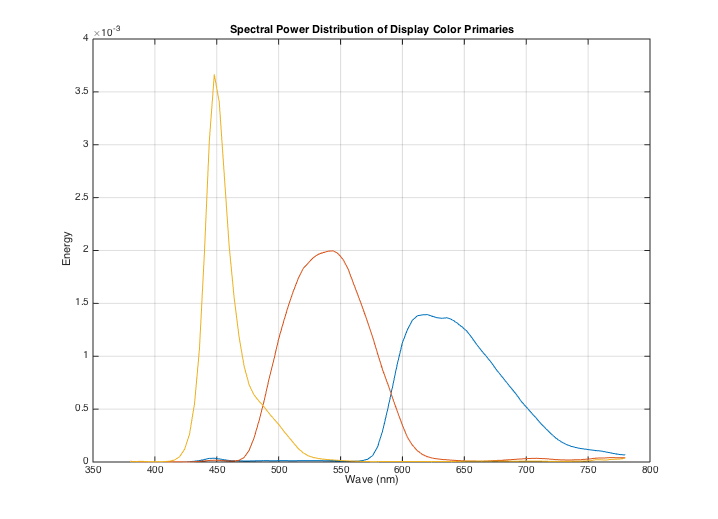 Spectral Power Distribution of Display Color Primaries
×10-3
4
3.5
3
2.5
2
1.5
1
0.5
0
Energy
350 400 450 500 550 600 650 700 750 800
Wave (nm)